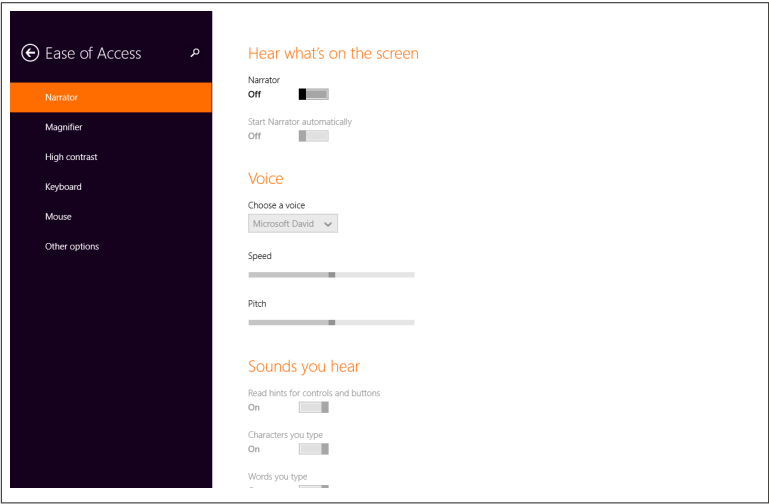 Ease of Access
Narrator
Magnifier
High contrast
Keyboard
Mouse
Other options
Hear what's on the screen
Narrator
Off
Start Narrator automatically
Off
Voice
Choose a voice
Microsoft David
Speed
Pitch
Sounds you hear
Read hints for controls and buttons
On
Characters you type
On
Words you type